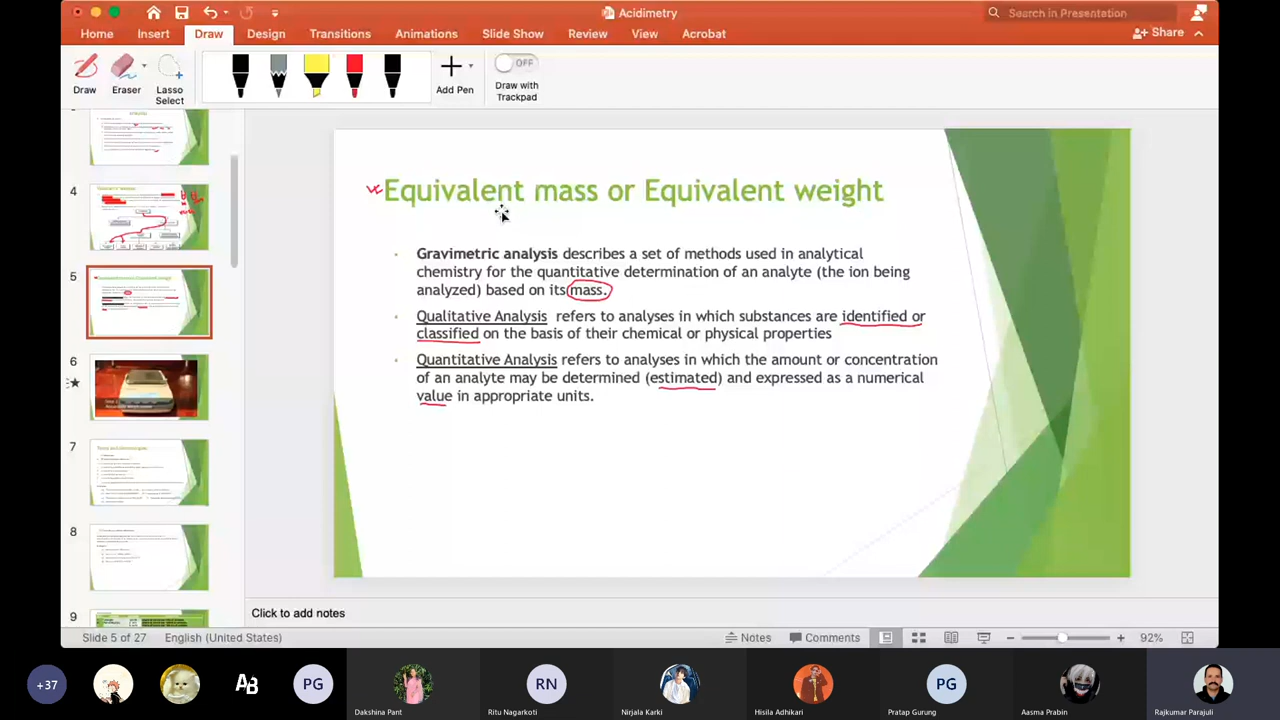 Acidimetry
Search in Presentation
Home Insert Draw Design Transitions Animations Slide Show Review View Acrobat
Share
Draw Eraser Lasso Select Add Pen OFF Draw with Trackpad
4
5
6
7
8
9
Equivalent mass or Equivalent weight
Gravimetric analysis describes a set of methods used in analytical
chemistry for the quantitative determination of an analyte (the ion being
analyzed) based on its mass.
Qualitative Analysis refers to analyses in which substances are identified or
classified on the basis of their chemical or physical properties
Quantitative Analysis refers to analyses in which the amount or concentration
of an analyte may be determined (estimated) and expressed as a numerical
value in appropriate units.
Click to add notes
Slide 5 of 27 English (United States) Notes Comments 92%
+37 AB PG RN PG
Dakshina Pant Ritu Nagarkoti Nirjala Karki Hisila Adhikari Pratap Gurung Aasma Prabin Rajkumar Parajuli